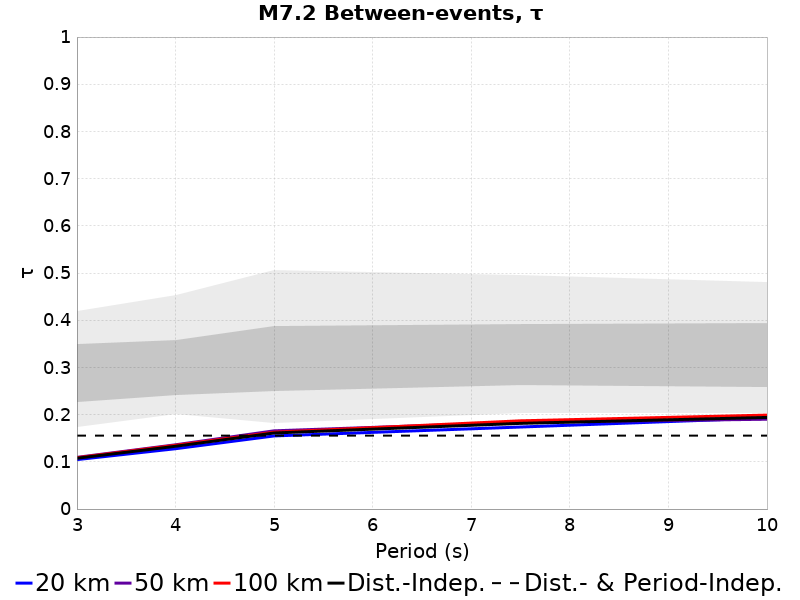 M7.2 Between-events, τ
1
0.9
0.8
0.7
0.6
0.5
0.4
0.3
0.2
0.1
0
τ
3 4 5 6 7 8 9 10
Period (s)
20 km 50 km 100 km Dist.-Indep. Dist.- & Period-Indep.